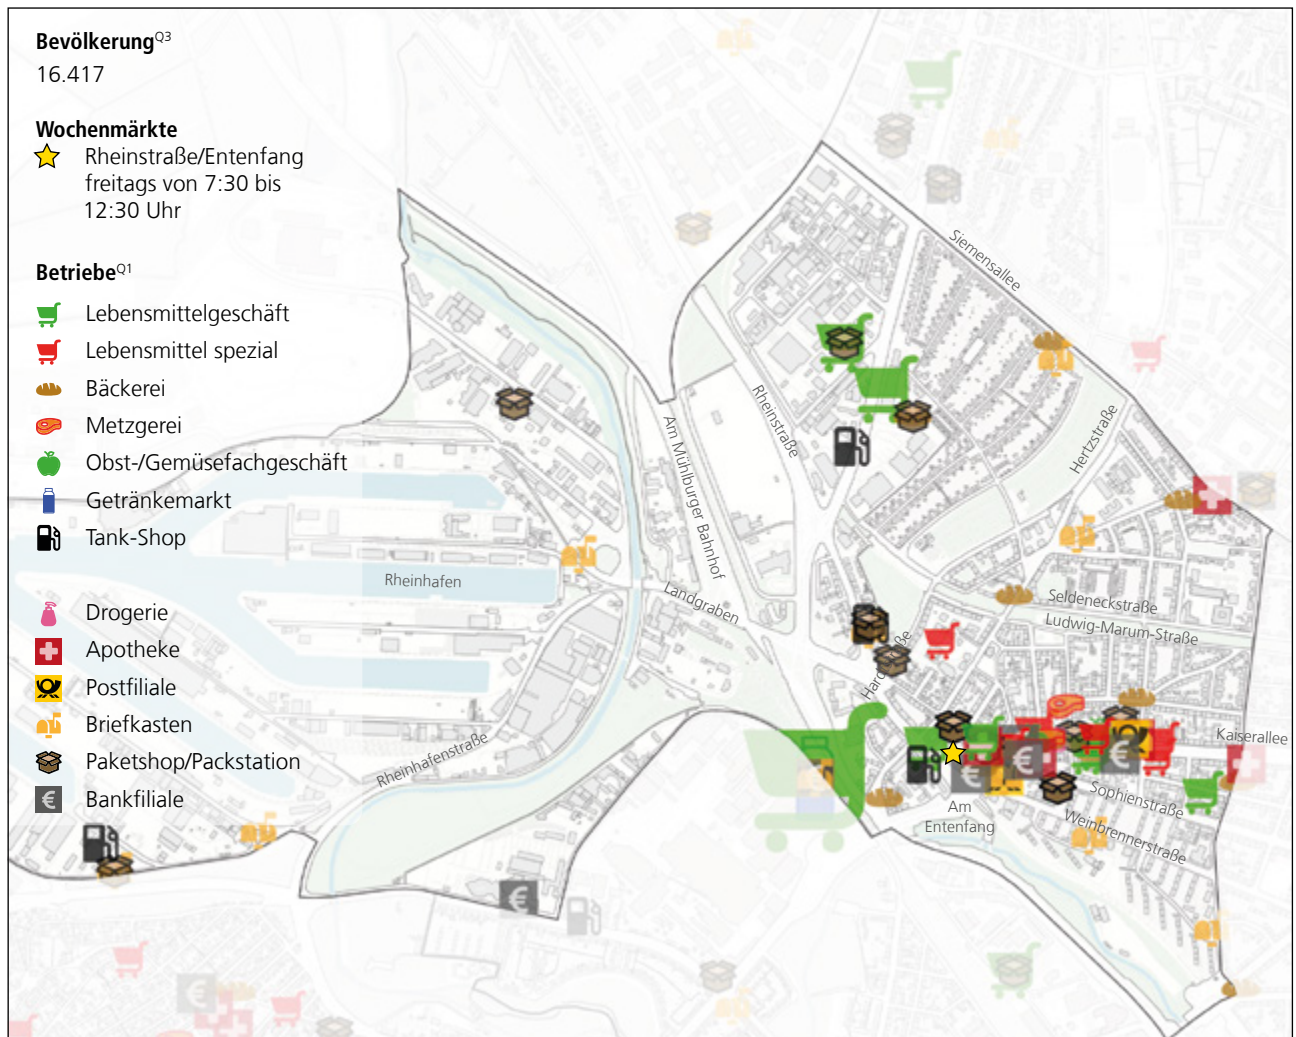 Bevölkerung Q3
16.417
Wochenmärkte
Rheinstraße/Entenfang
freitags von 7:30 bis
12:30 Uhr
Betriebe Q1
Lebensmittelgeschäft
Lebensmittel spezial
Bäckerei
Metzgerei
Obst-/Gemüsefachgeschäft
Getränkemarkt
Tank-Shop
Drogerie
Apotheke
Postfiliale
Briefkasten
Paketshop/Packstation
Bankfiliale
Siemensallee
Rheinstraße
Hertzstraße
Am Mühlburger Bahnhof
Rheinhafen
Landgraben
Seldeneckstraße
Ludwig-Marum-Straße
Rheinhafenstraße
Kaiserallee
Sophienstraße
Am
Entenfang
Weinbrennerstraße